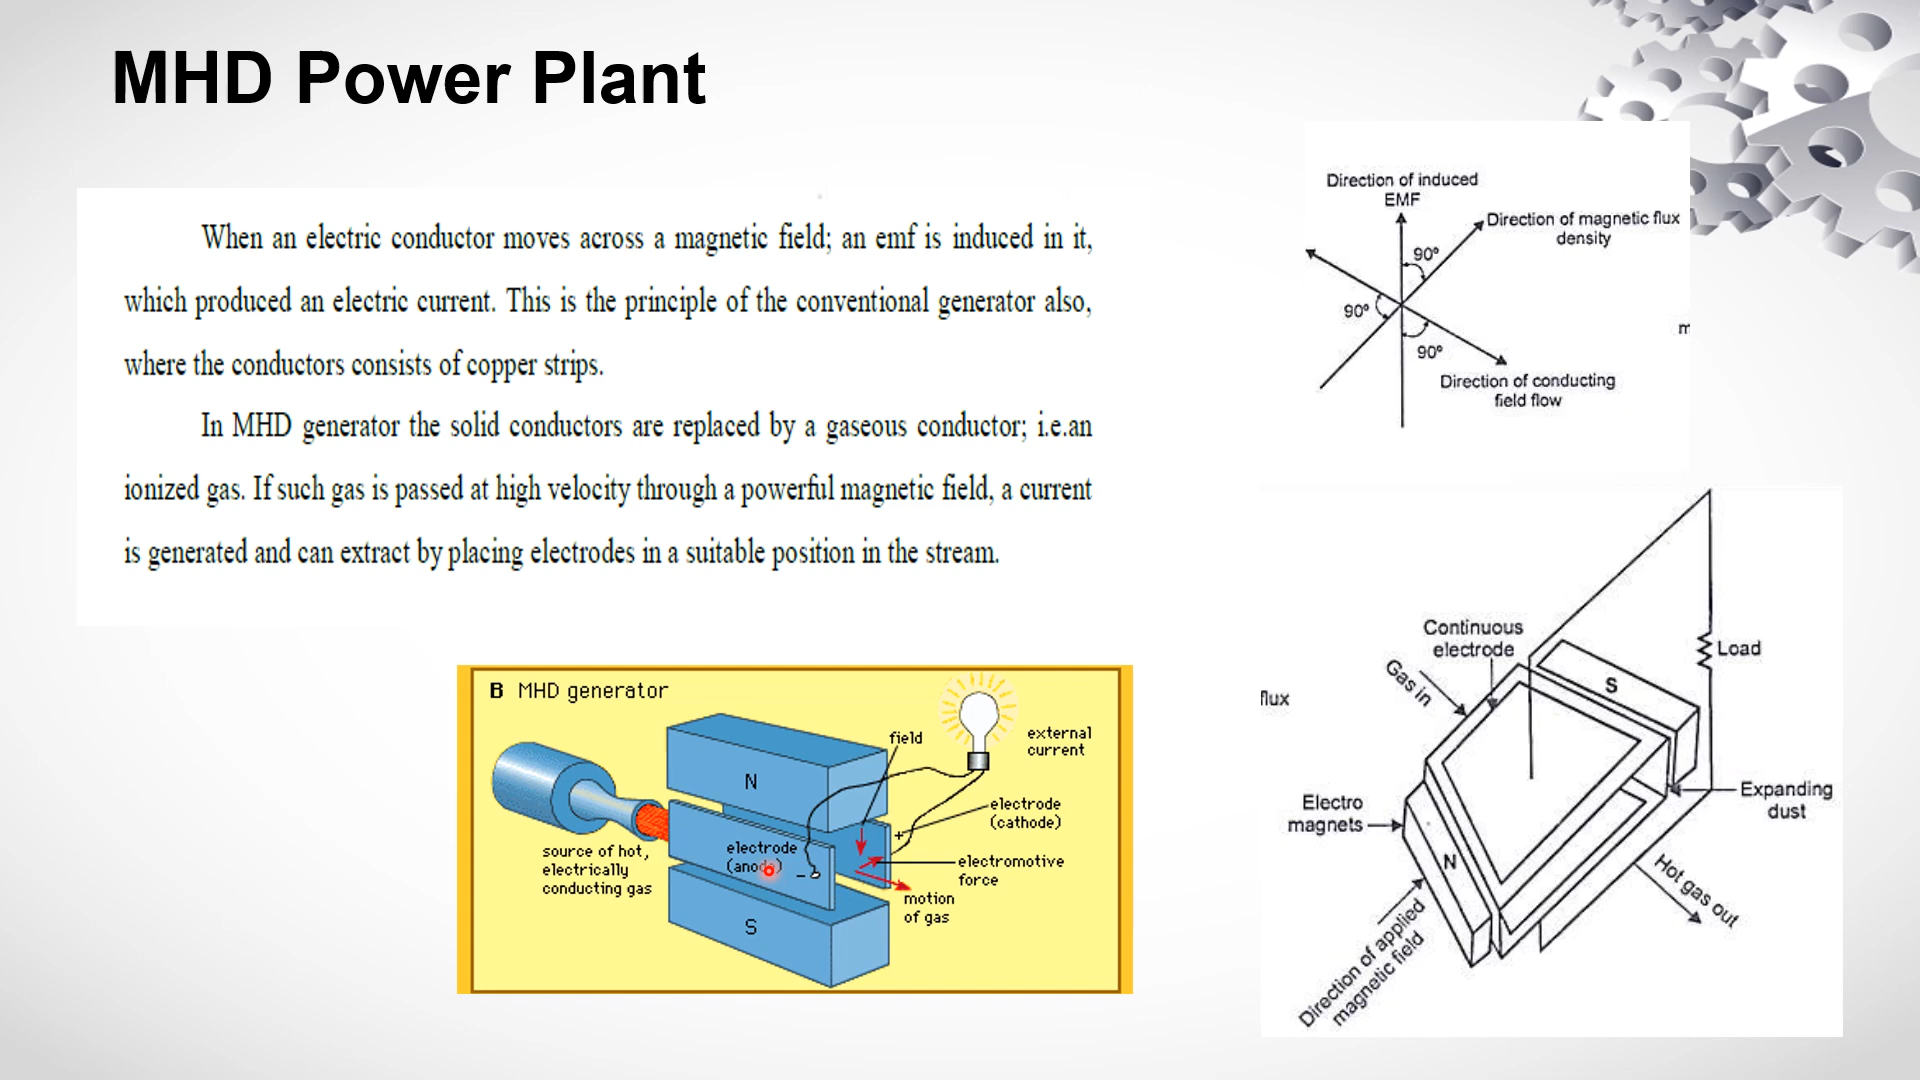 MHD Power Plant
When an electric conductor moves across a magnetic field; an emf is induced in it,
which produced an electric current. This is the principle of the conventional generator also,
where the conductors consists of copper strips.
In MHD generator the solid conductors are replaced by a gaseous conductor; i.e.an
ionized gas. If such gas is passed at high velocity through a powerful magnetic field, a current
is generated and can extract by placing electrodes in a suitable position in the stream.
Direction of induced
EMF
Direction of magnetic flux
density
90°
90°
90°
Direction of conducting
field flow
m
B MHD generator
field
external
current
N
electrode
(cathode)
+
electrode
(anode)
−
source of hot,
electrically
conducting gas
electromotive
force
motion
of gas
S
flux
Continuous
electrode
Gas in
S
Load
Electro
magnets
Expanding
dust
N
Hot gas out
Direction of applied
magnetic field